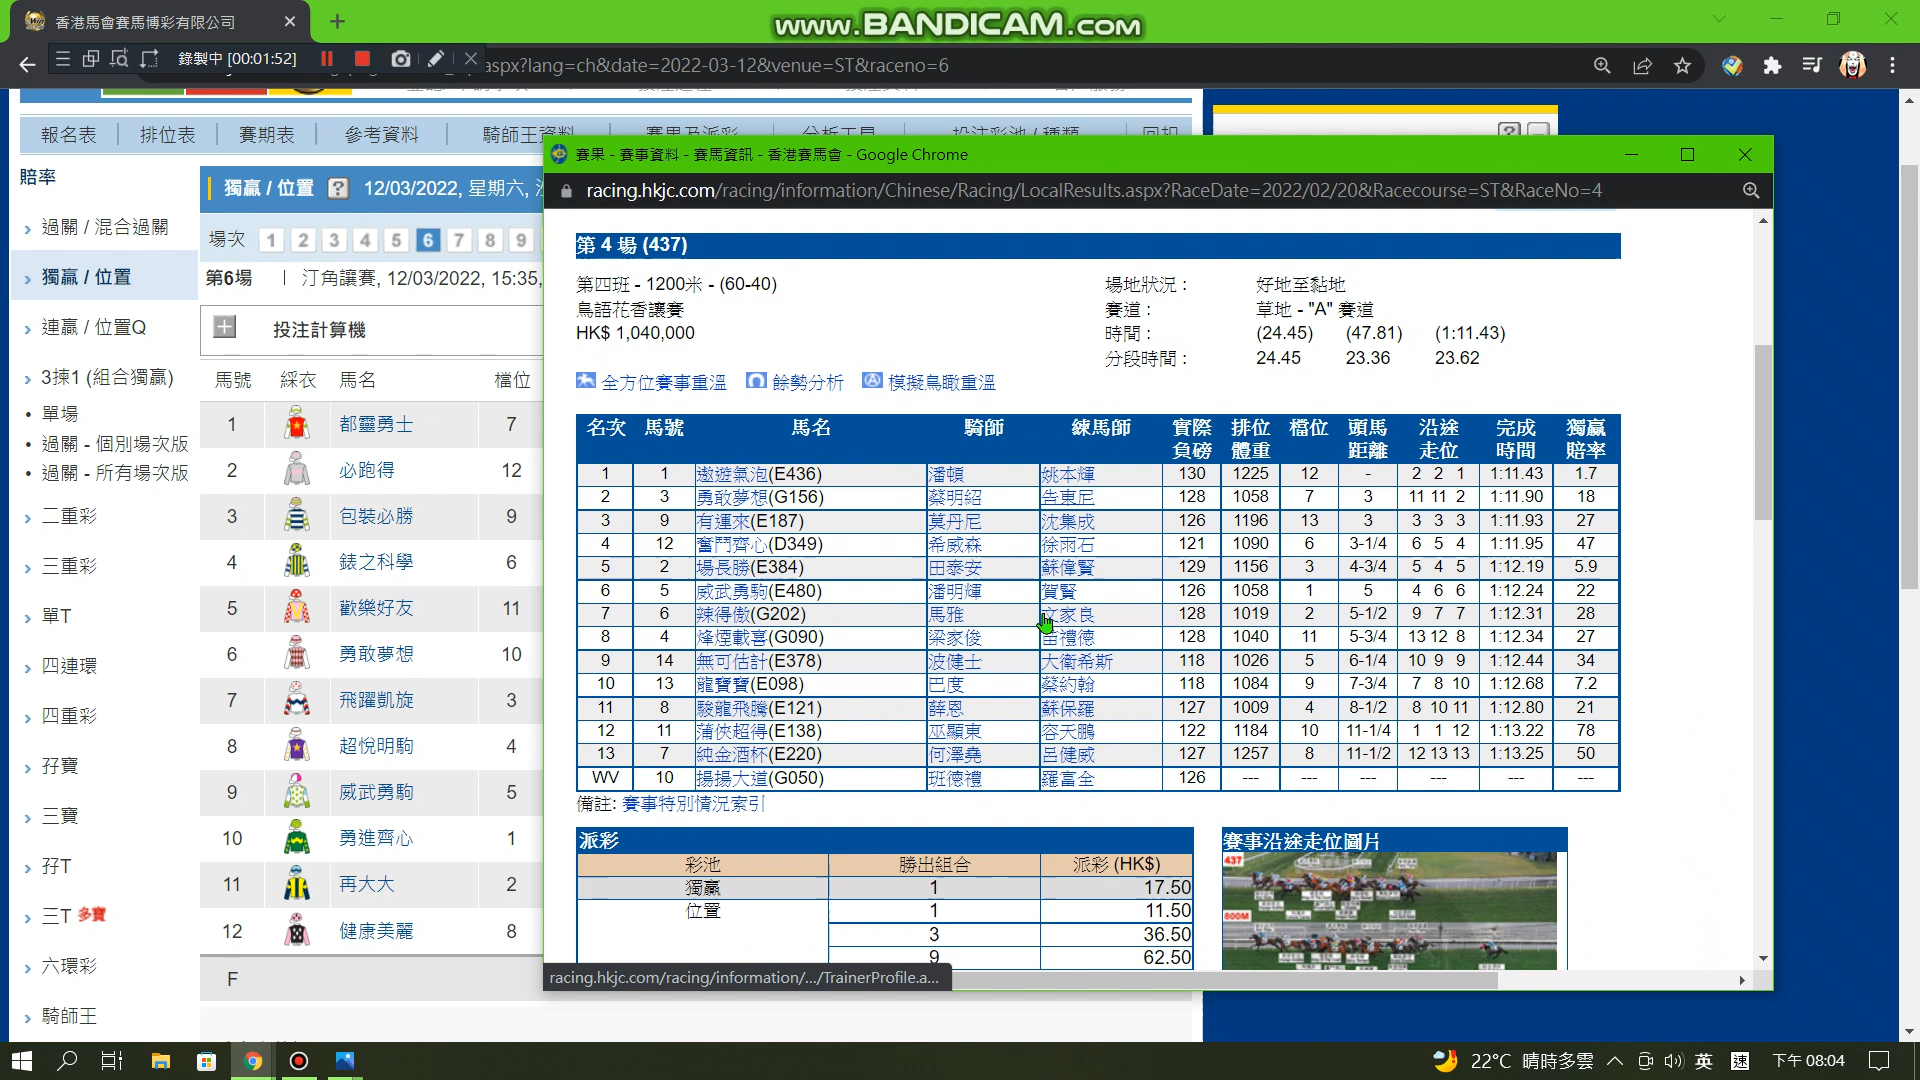 香港馬會賽馬博彩有限公司
www.BANDICAM.com
錄製中 [00:01:52]
aspx?lang=ch&date=2022-03-12&venue=ST&raceno=6
報名表 排位表 賽期表 參考資料 騎師王資料 賽果及派彩 分析工具 投注彩池 / 種類
賠率
過關 / 混合過關
獨贏 / 位置
連贏 / 位置Q
3揀1 (組合獨贏)
• 單場
• 過關 - 個別場次版
• 過關 - 所有場次版
二重彩
三重彩
單T
四連環
四重彩
孖寶
三寶
孖T
三T 多寶
六環彩
騎師王
獨贏 / 位置 ? 12/03/2022, 星期六,
場次 1 2 3 4 5 6 7 8 9
第6場 | 汀角讓賽, 12/03/2022, 15:35,
投注計算機
馬號 綵衣 馬名 檔位
1 都靈勇士 7
2 必跑得 12
3 包裝必勝 9
4 錶之科學 6
5 歡樂好友 11
6 勇敢夢想 10
7 飛躍凱旋 3
8 超悅明駒 4
9 威武勇駒 5
10 勇進齊心 1
11 再大大 2
12 健康美麗 8
F
賽果 - 賽事資料 - 賽馬資訊 - 香港賽馬會 - Google Chrome
racing.hkjc.com/racing/information/Chinese/Racing/LocalResults.aspx?RaceDate=2022/02/20&Racecourse=ST&RaceNo=4
第 4 場 (437)
第四班 - 1200米 - (60-40) 場地狀況 : 好地至黏地
鳥語花香讓賽 賽道 : 草地 - "A" 賽道
HK$ 1,040,000 時間 : (24.45) (47.81) (1:11.43)
分段時間 : 24.45 23.36 23.62
全方位賽事重溫 餘勢分析 模擬鳥瞰重溫
名次 馬號 馬名 騎師 練馬師 實際負磅 排位體重 檔位 頭馬距離 沿途走位 完成時間 獨贏賠率
1 1 遨遊氣泡(E436) 潘頓 姚本輝 130 1225 12 - 2 2 1 1:11.43 1.7
2 3 勇敢夢想(G156) 蔡明紹 告東尼 128 1058 7 3 11 11 2 1:11.90 18
3 9 有運來(E187) 莫丹尼 沈集成 126 1196 13 3 3 3 3 1:11.93 27
4 12 奮鬥齊心(D349) 希威森 徐雨石 121 1090 6 3-1/4 6 5 4 1:11.95 47
5 2 場長勝(E384) 田泰安 蘇偉賢 129 1156 3 4-3/4 5 4 5 1:12.19 5.9
6 5 威武勇駒(E480) 潘明輝 賀賢 126 1058 1 5 4 6 6 1:12.24 22
7 6 辣得傲(G202) 馬雅 文家良 128 1019 2 5-1/2 9 7 7 1:12.31 28
8 4 烽煙載喜(G090) 梁家俊 苗禮德 128 1040 11 5-3/4 13 12 8 1:12.34 27
9 14 無可估計(E378) 波健士 大衛希斯 118 1026 5 6-1/4 10 9 9 1:12.44 34
10 13 龍寶寶(E098) 巴度 蔡約翰 118 1084 9 7-3/4 7 8 10 1:12.68 7.2
11 8 駿龍飛騰(E121) 薛恩 蘇保羅 127 1009 4 8-1/2 8 10 11 1:12.80 21
12 11 蒲俠超得(E138) 巫顯東 容天鵬 122 1184 10 11-1/4 1 1 12 1:13.22 78
13 7 純金酒杯(E220) 何澤堯 呂健威 127 1257 8 11-1/2 12 13 13 1:13.25 50
WV 10 揚揚大道(G050) 班德禮 羅富全 126 --- --- --- --- --- ---
備註: 賽事特別情況索引
派彩
彩池 勝出組合 派彩 (HK$)
獨贏 1 17.50
位置 1 11.50
3 36.50
9 62.50
賽事沿途走位圖片
437
800M
racing.hkjc.com/racing/information/.../TrainerProfile.a...
22°C 晴時多雲 英 速 下午 08:04